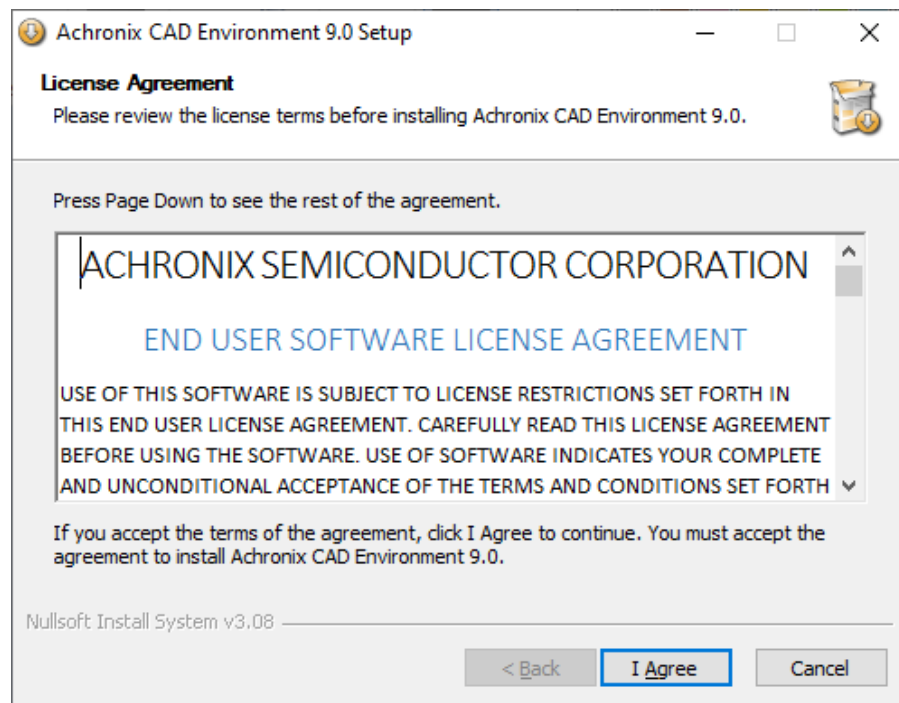 Achronix CAD Environment 9.0 Setup
License Agreement
Please review the license terms before installing Achronix CAD Environment 9.0.
Press Page Down to see the rest of the agreement.
ACHRONIX SEMICONDUCTOR CORPORATION
END USER SOFTWARE LICENSE AGREEMENT
USE OF THIS SOFTWARE IS SUBJECT TO LICENSE RESTRICTIONS SET FORTH IN
THIS END USER LICENSE AGREEMENT. CAREFULLY READ THIS LICENSE AGREEMENT
BEFORE USING THE SOFTWARE. USE OF SOFTWARE INDICATES YOUR COMPLETE
AND UNCONDITIONAL ACCEPTANCE OF THE TERMS AND CONDITIONS SET FORTH
If you accept the terms of the agreement, click I Agree to continue. You must accept the
agreement to install Achronix CAD Environment 9.0.
Nullsoft Install System v3.08
< Back I Agree Cancel